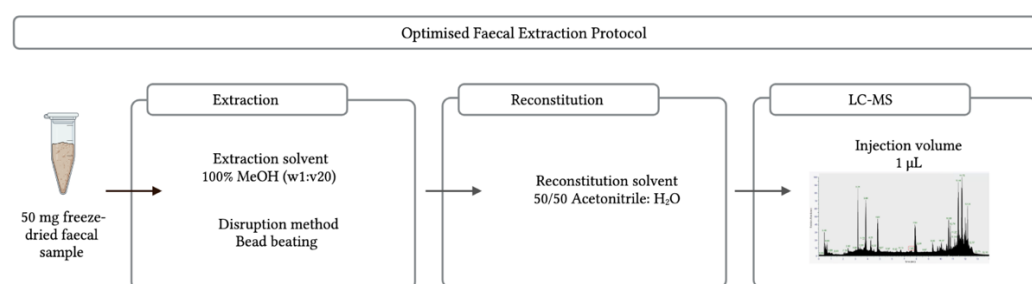 Optimised Faecal Extraction Protocol
Extraction
Reconstitution
LC-MS
Extraction solvent
100% MeOH (w1:v20)
Disruption method
Bead beating
Reconstitution solvent
50/50 Acetonitrile: H₂O
Injection volume
1 µL
50 mg freeze-
dried faecal
sample